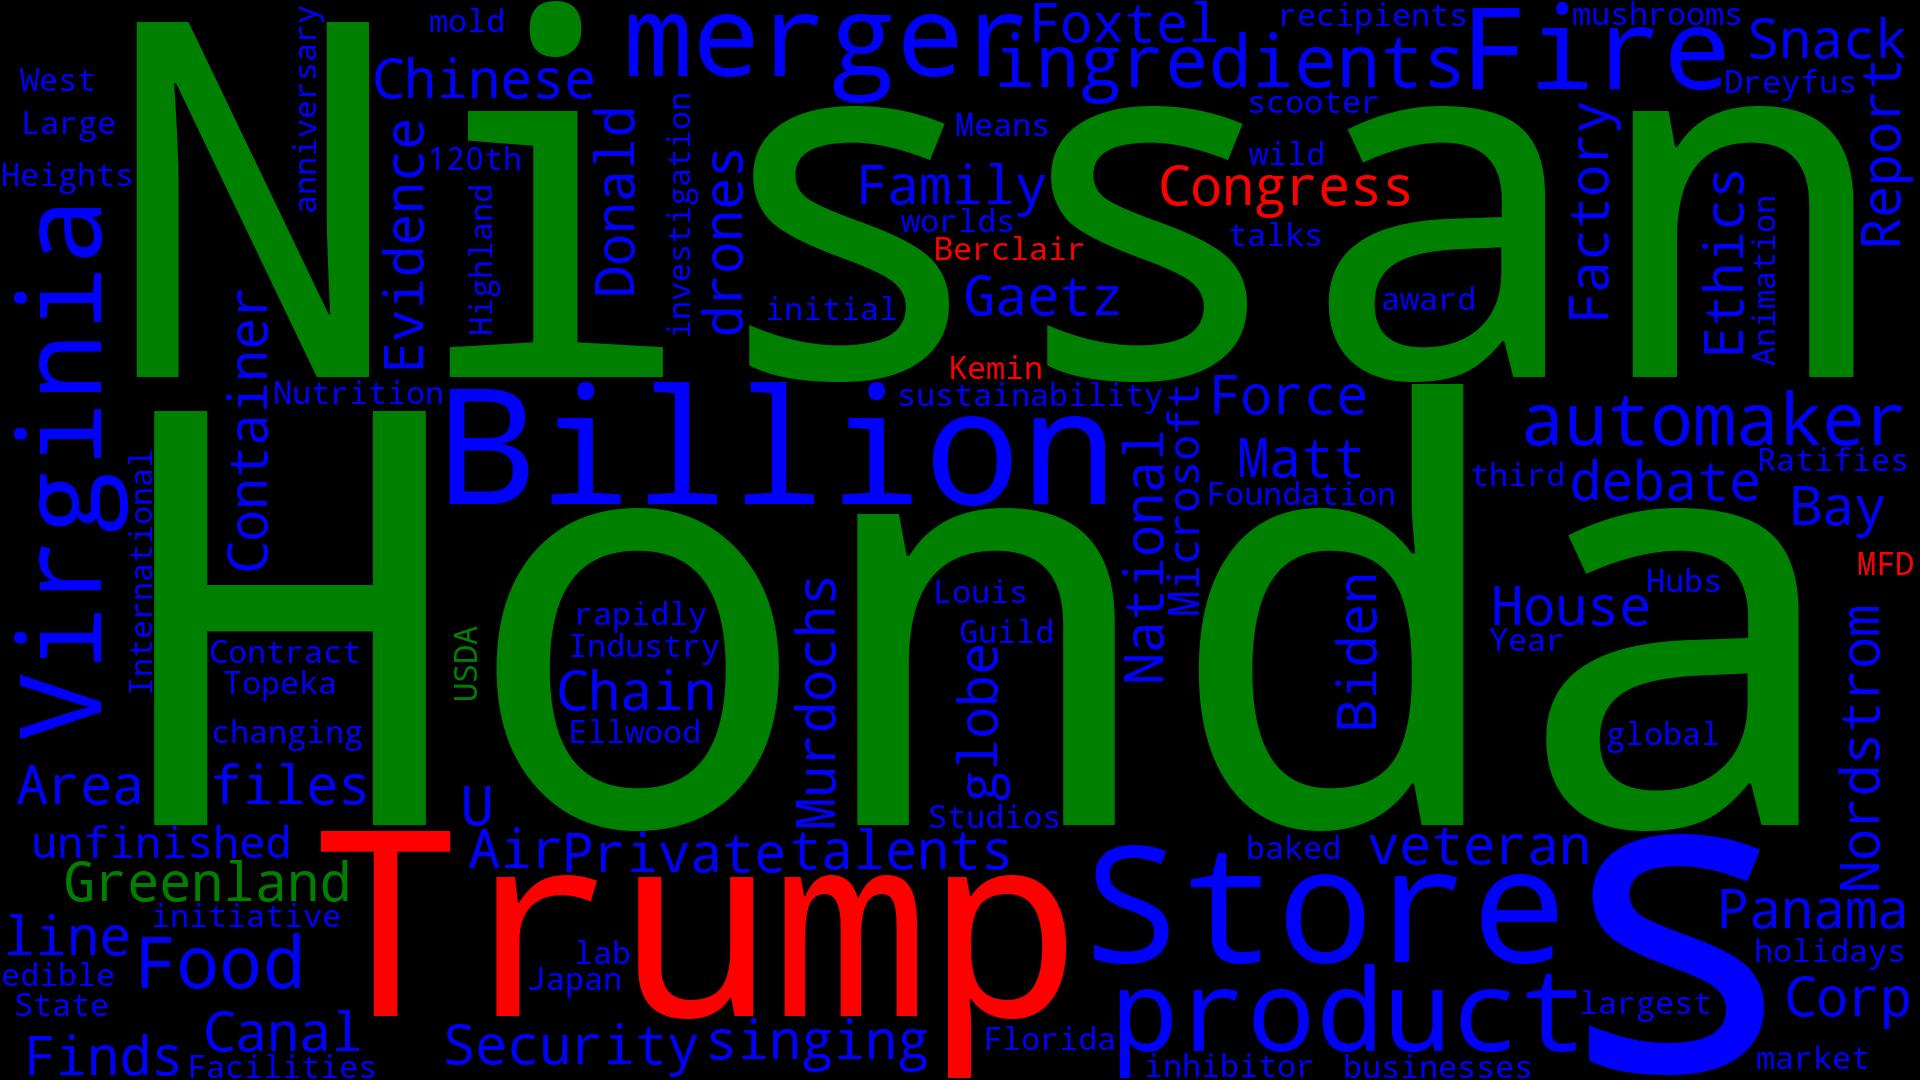 mold
anniversary
merger
Foxtel
recipients
Fire
mushrooms
Snack
West
Nissan
Chinese
ingredients
Dreyfus
Report
Large
scooter
Means
Donald
investigation
Evidence
120th
Factory
Heights
drones
Family
wild
Congress
Highland
worlds
talks
Ethics
Animation
Virginia
Berclair
Gaetz
initial
award
Container
Kemin
Nutrition
Billion
sustainability
Microsoft
Force
automaker
Honda
National
Matt
Ratifies
third
debate
Foundation
Bay
International
MFD
Louis
Hubs
rapidly
Murdochs
Biden
House
Guild
Year
Industry
Contract
USDA
globe
Nordstrom
Topeka
Chain
changing
Ellwood
global
Area
files
U
Studios
unfinished
Trump
Air
Private
talents
Stores
baked
veteran
S
Greenland
initiative
Panama
line
Food
lab
holidays
edible
Japan
State
product
largest
Corp
Canal
Security
singing
Florida
Finds
Facilities
inhibitor
businesses
market